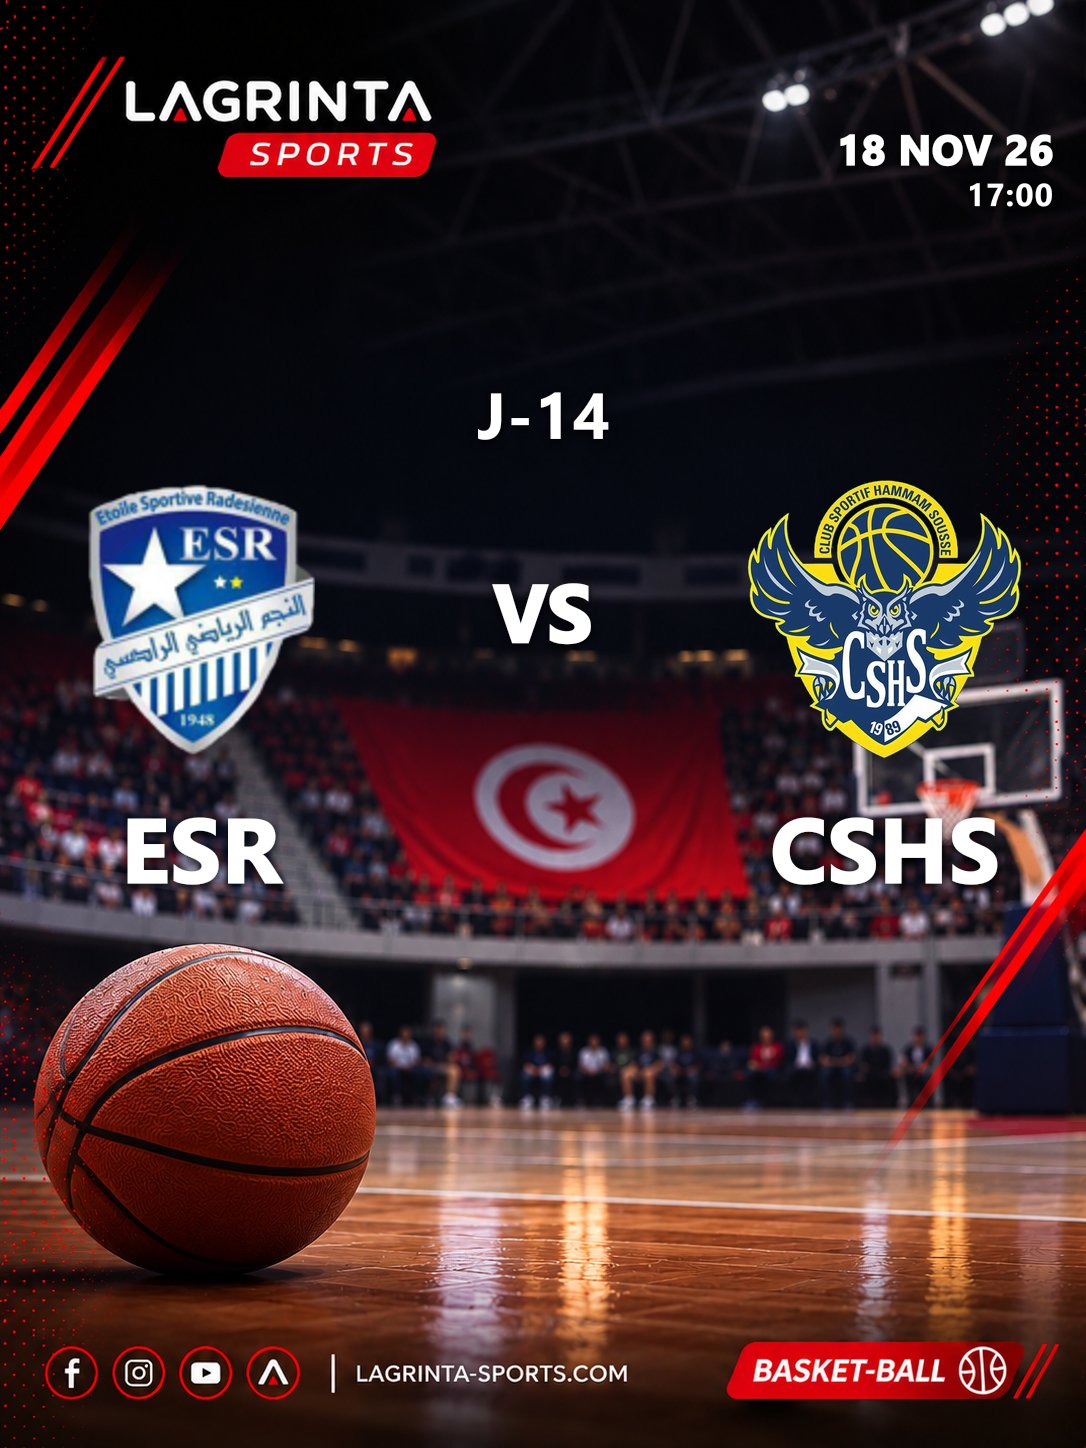 LAGRINTA
SPORTS
18 NOV 26
17:00
J-14
Etoile Sportive Radesienne
ESR
النجم الرياضي الرادسي
1948
VS
CLUB SPORTIF HAMMAM SOUSSE
CSHS
1989
ESR
CSHS
LAGRINTA-SPORTS.COM
BASKET-BALL